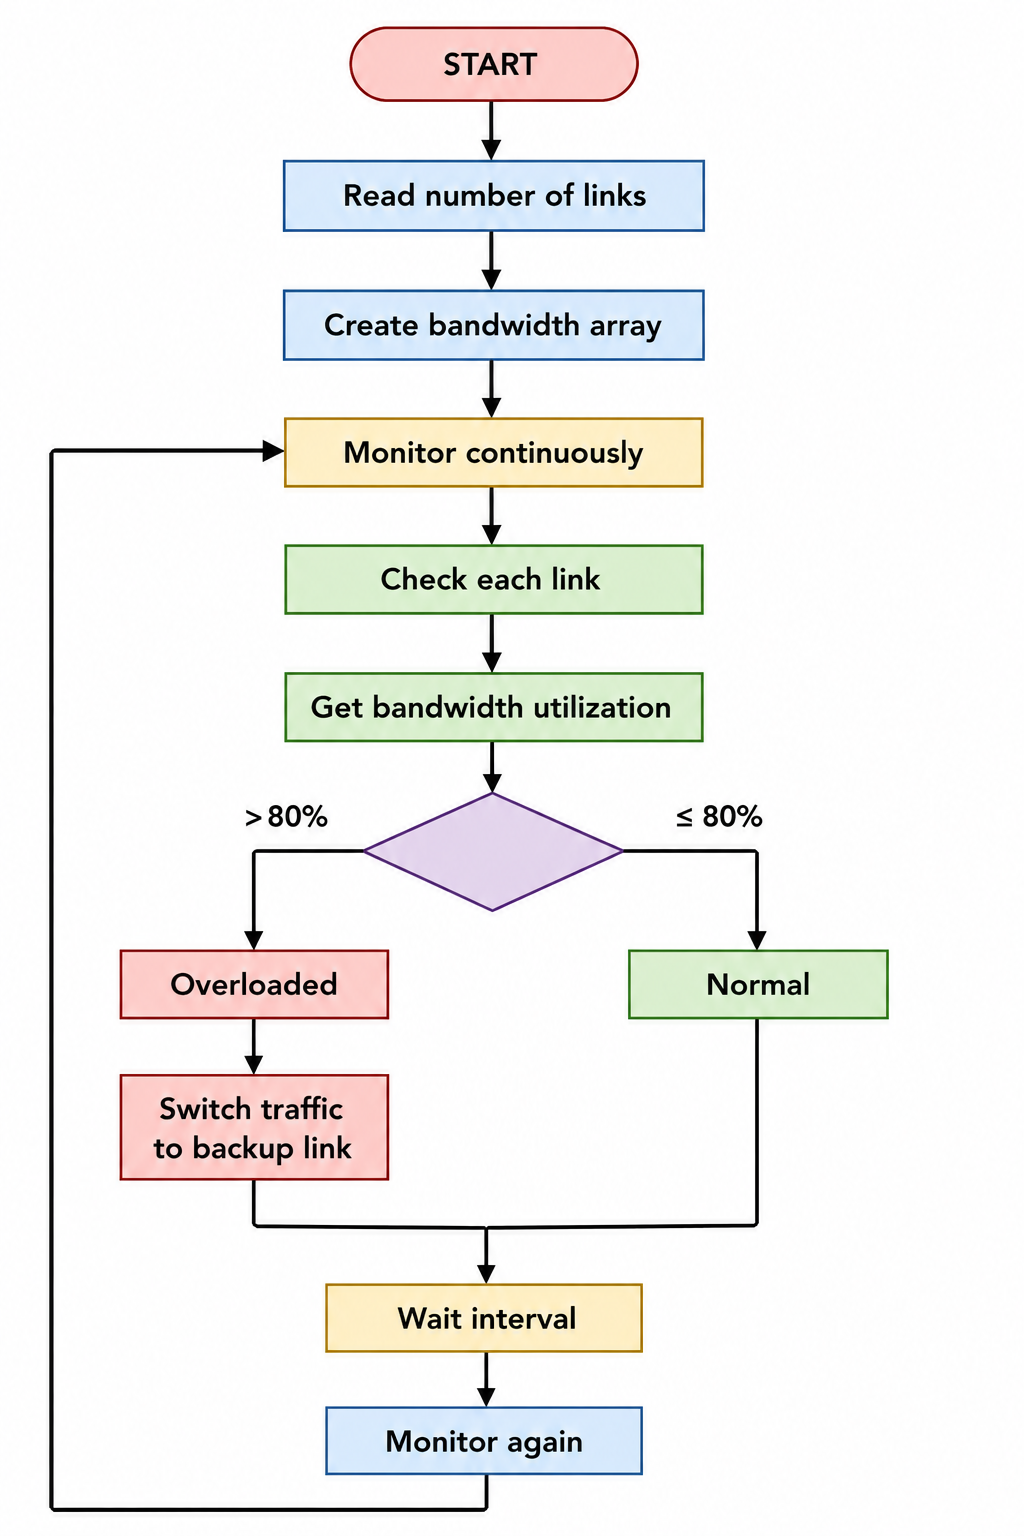 START
Read number of links
Create bandwidth array
Monitor continuously
Check each link
Get bandwidth utilization
> 80%
≤ 80%
Overloaded
Normal
Switch traffic
to backup link
Wait interval
Monitor again